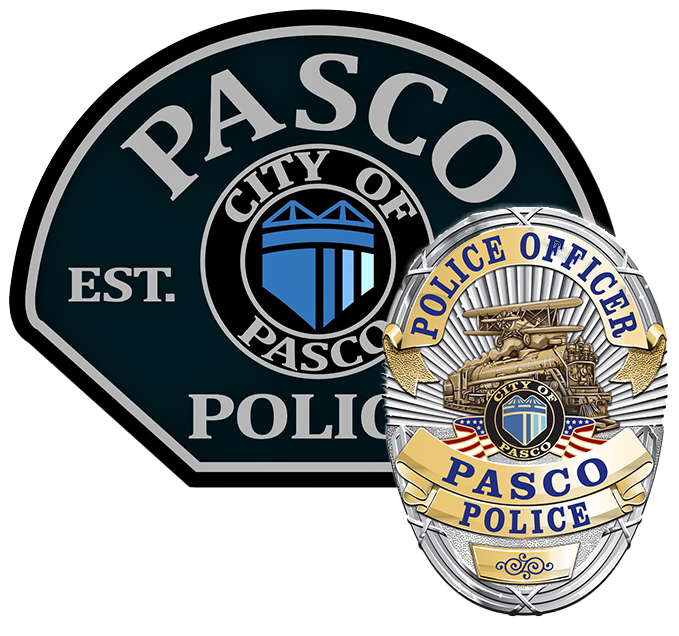 PASCO
CITY OF
EST.
PASCO
POLIC
POLICE OFFICER
CITY OF
PASCO
PASCO
POLICE